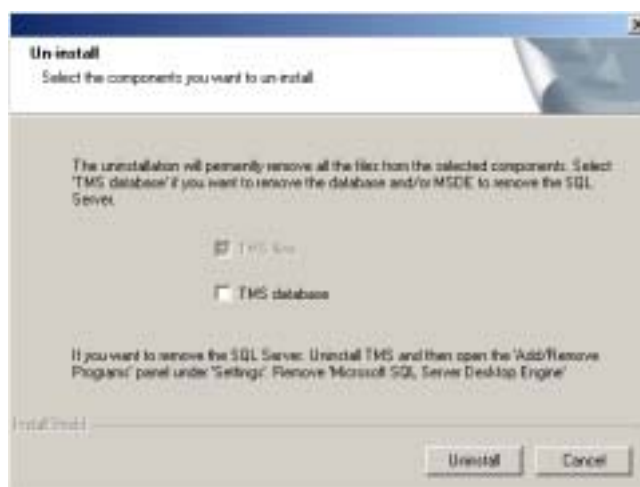 Un-install
Select the components you want to un-install
The uninstallation will permently remove all the files from the selected components. Select
'TMS database' if you want to remove the database and/or MSDE to remove the SQL
Server.
TMS files
TMS database
If you want to remove the SQL Server: Uninstall TMS and then open the 'Add/Remove
Programs' panel under 'Settings'. Remove 'Microsoft SQL Server Desktop Engine'
InstallShield
Uninstall
Cancel